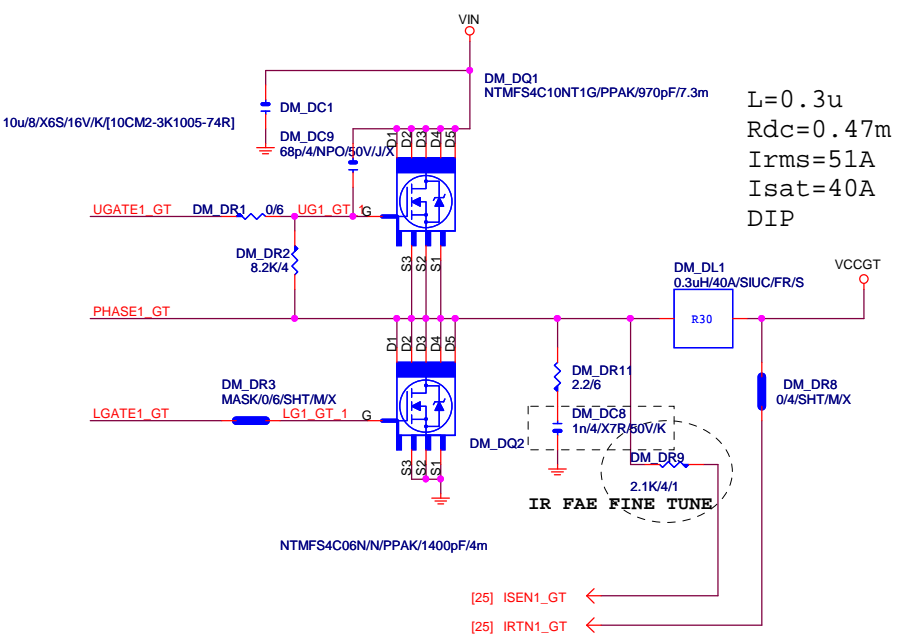 VIN
DM_DQ1
NTMFS4C10NT1G/PPAK/970pF/7.3m
DM_DC1
10u/8/X6S/16V/K/[10CM2-3K1005-74R]
DM_DC9
68p/4/NPO/50V/J/X
D1
D2
D3
D4
D5
L=0.3u
Rdc=0.47m
Irms=51A
Isat=40A
DIP
UGATE1_GT
DM_DR1
0/6
UG1_GT_1
G
DM_DR2
8.2K/4
S3
S2
S1
DM_DL1
0.3uH/40A/SIUC/FR/S
VCCGT
PHASE1_GT
R30
D1
D2
D3
D4
D5
DM_DR3
MASK/0/6/SHT/M/X
LGATE1_GT
LG1_GT_1
G
DM_DR11
2.2/6
DM_DR8
0/4/SHT/M/X
DM_DC8
1n/4/X7R/50V/K
DM_DQ2
S3
S2
S1
DM_DR9
2.1K/4/1
IR FAE FINE TUNE
NTMFS4C06N/N/PPAK/1400pF/4m
[25] ISEN1_GT
[25] IRTN1_GT